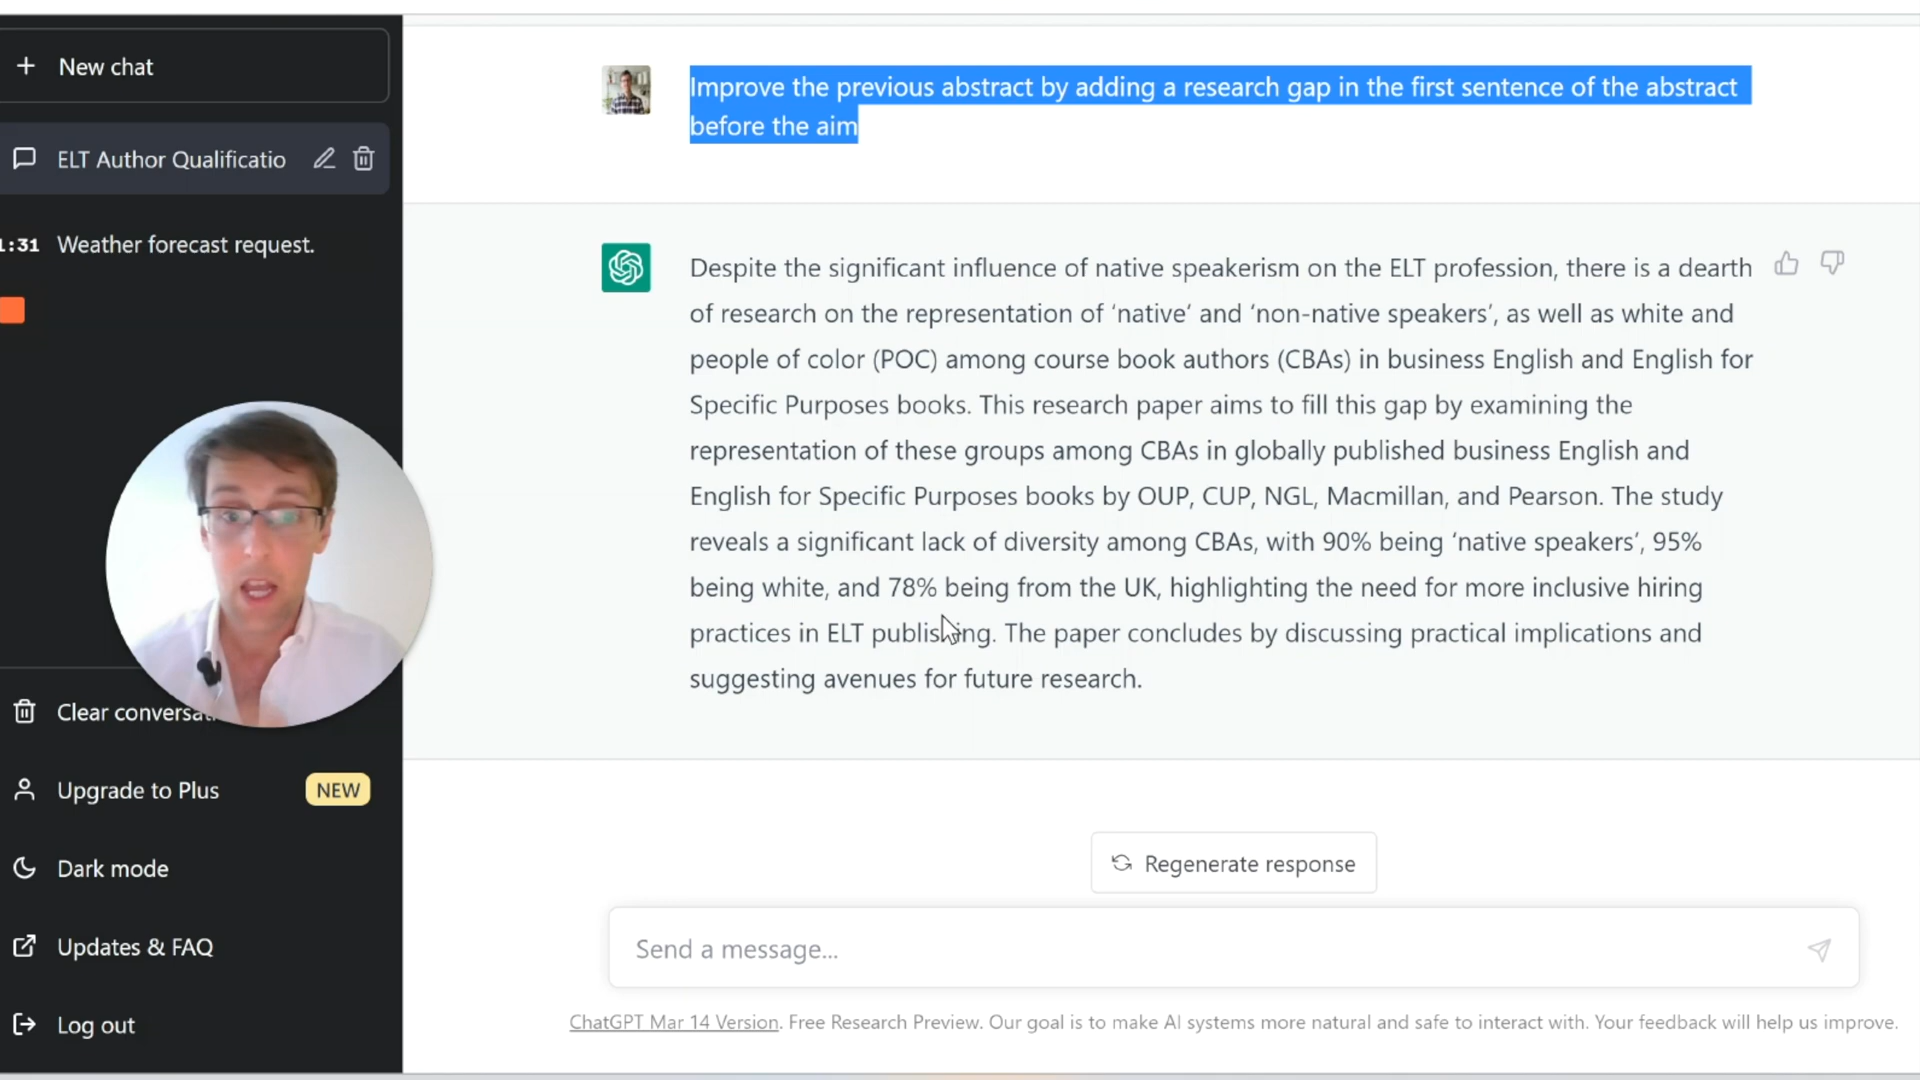 New chat
ELT Author Qualificatio
1:31 Weather forecast request.
Clear conversat
Upgrade to Plus NEW
Dark mode
Updates & FAQ
Log out
Improve the previous abstract by adding a research gap in the first sentence of the abstract
before the aim
Despite the significant influence of native speakerism on the ELT profession, there is a dearth
of research on the representation of ‘native’ and ‘non-native speakers’, as well as white and
people of color (POC) among course book authors (CBAs) in business English and English for
Specific Purposes books. This research paper aims to fill this gap by examining the
representation of these groups among CBAs in globally published business English and
English for Specific Purposes books by OUP, CUP, NGL, Macmillan, and Pearson. The study
reveals a significant lack of diversity among CBAs, with 90% being ‘native speakers’, 95%
being white, and 78% being from the UK, highlighting the need for more inclusive hiring
practices in ELT publishing. The paper concludes by discussing practical implications and
suggesting avenues for future research.
Regenerate response
Send a message...
ChatGPT Mar 14 Version. Free Research Preview. Our goal is to make AI systems more natural and safe to interact with. Your feedback will help us improve.